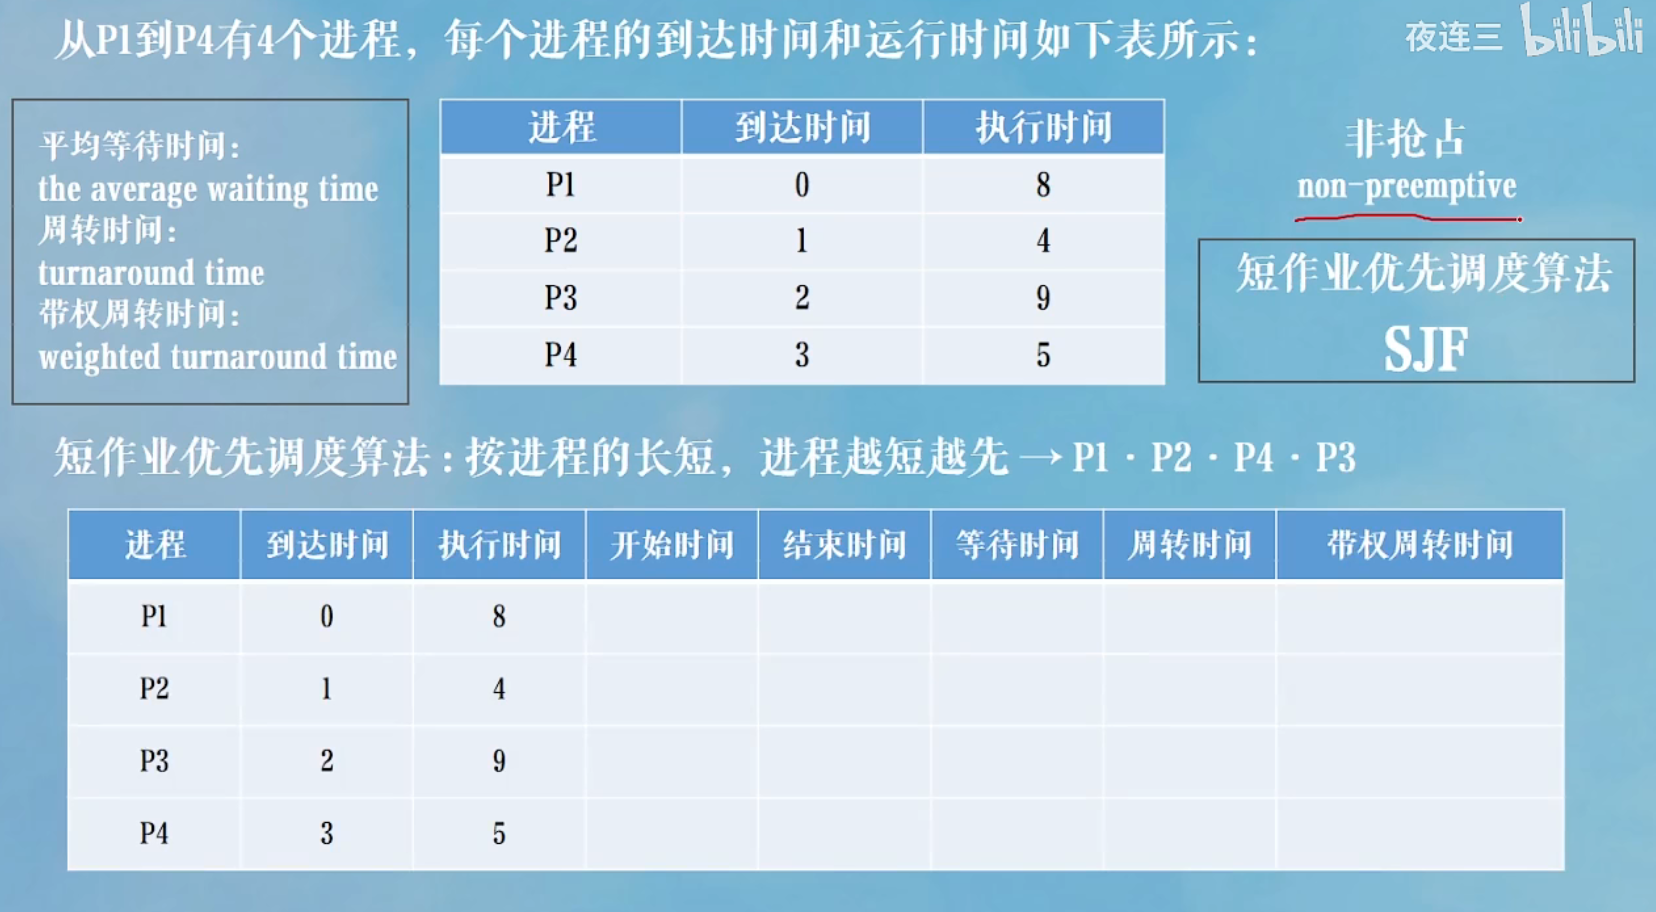 从P1到P4有4个进程，每个进程的到达时间和运行时间如下表所示：
夜连三 bilibili
平均等待时间：
the average waiting time
周转时间：
turnaround time
带权周转时间：
weighted turnaround time
进程 到达时间 执行时间
P1 0 8
P2 1 4
P3 2 9
P4 3 5
非抢占
non-preemptive
短作业优先调度算法
SJF
短作业优先调度算法：按进程的长短，进程越短越先→P1·P2·P4·P3
进程 到达时间 执行时间 开始时间 结束时间 等待时间 周转时间 带权周转时间
P1 0 8
P2 1 4
P3 2 9
P4 3 5